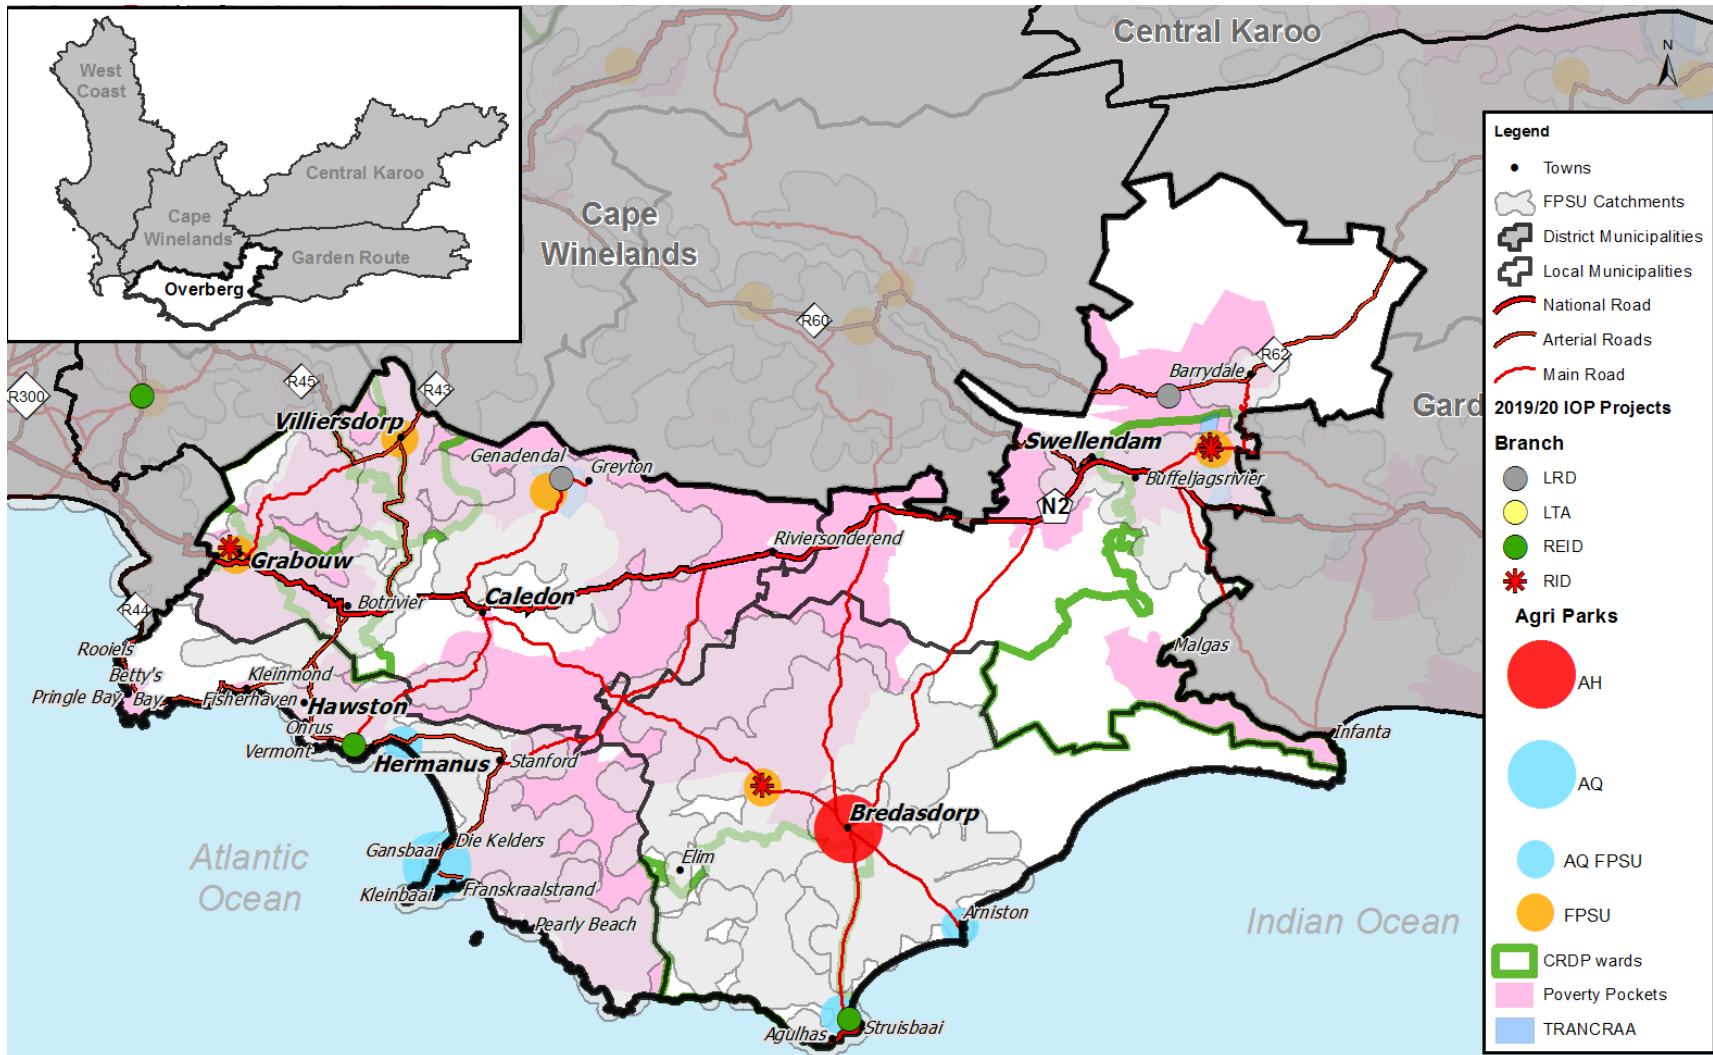 West
Coast
Central Karoo
Cape
Winelands
Garden Route
Overberg
Central Karoo
N
Cape
Winelands
R60
R62
Barrydale
Gard
R45
R43
R300
Villiersdorp
Genadendal
Greyton
Swellendam
Buffeljagsrivier
N2
Grabouw
Riviersonderend
Caledon
Botrivier
R44
Rooiels
Betty's
Bay
Pringle Bay
Kleinmond
Fisherhaven
Hawston
Onrus
Vermont
Hermanus
Stanford
Malgas
Infanta
Bredasdorp
Die Kelders
Gansbaai
Elim
Kleinbaai
Franskraalstrand
Pearly Beach
Arniston
Agulhas
Struisbaai
Atlantic
Ocean
Indian Ocean
Legend
Towns
FPSU Catchments
District Municipalities
Local Municipalities
National Road
Arterial Roads
Main Road
2019/20 IOP Projects
Branch
LRD
LTA
REID
RID
Agri Parks
AH
AQ
AQ FPSU
FPSU
CRDP wards
Poverty Pockets
TRANCRAA